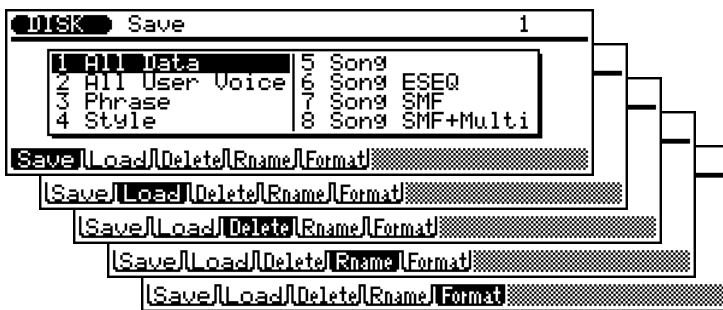 DISK Save 1
1 All Data 5 Song
2 All User Voice 6 Song ESEQ
3 Phrase 7 Song SMF
4 Style 8 Song SMF+Multi
Save Load Delete Rname Format
Save Load Delete Rname Format
Save Load Delete Rname Format
Save Load Delete Rname Format
Save Load Delete Rname Format